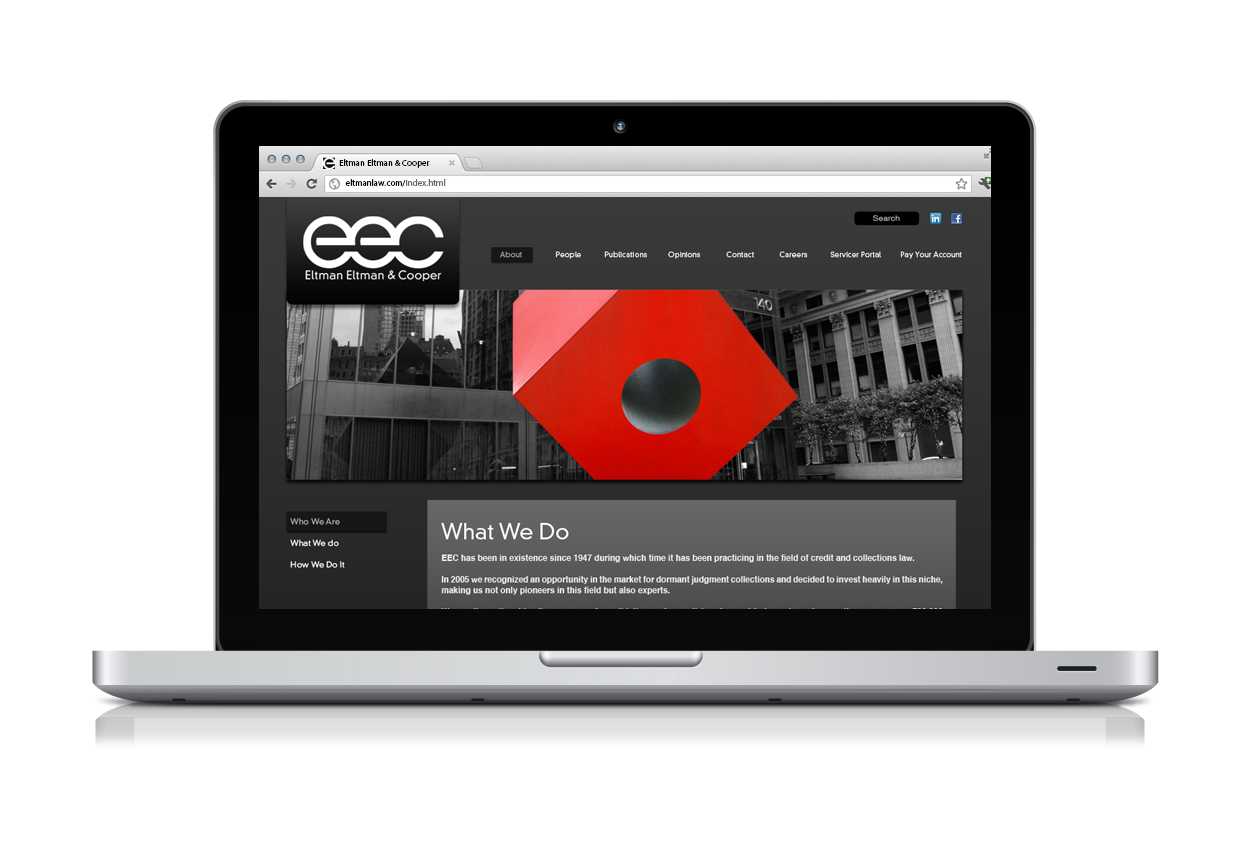 Eltman Eltman & Cooper
eltmanlaw.com/index.html
Search
in
f
eec
Eltman Eltman & Cooper
About People Publications Opinions Contact Careers Servicer Portal Pay Your Account
140
Who We Are
What We do
How We Do It
What We Do
EEC has been in existence since 1947 during which time it has been practicing in the field of credit and collections law.
In 2005 we recognized an opportunity in the market for dormant judgment collections and decided to invest heavily in this niche,
making us not only pioneers in this field but also experts.